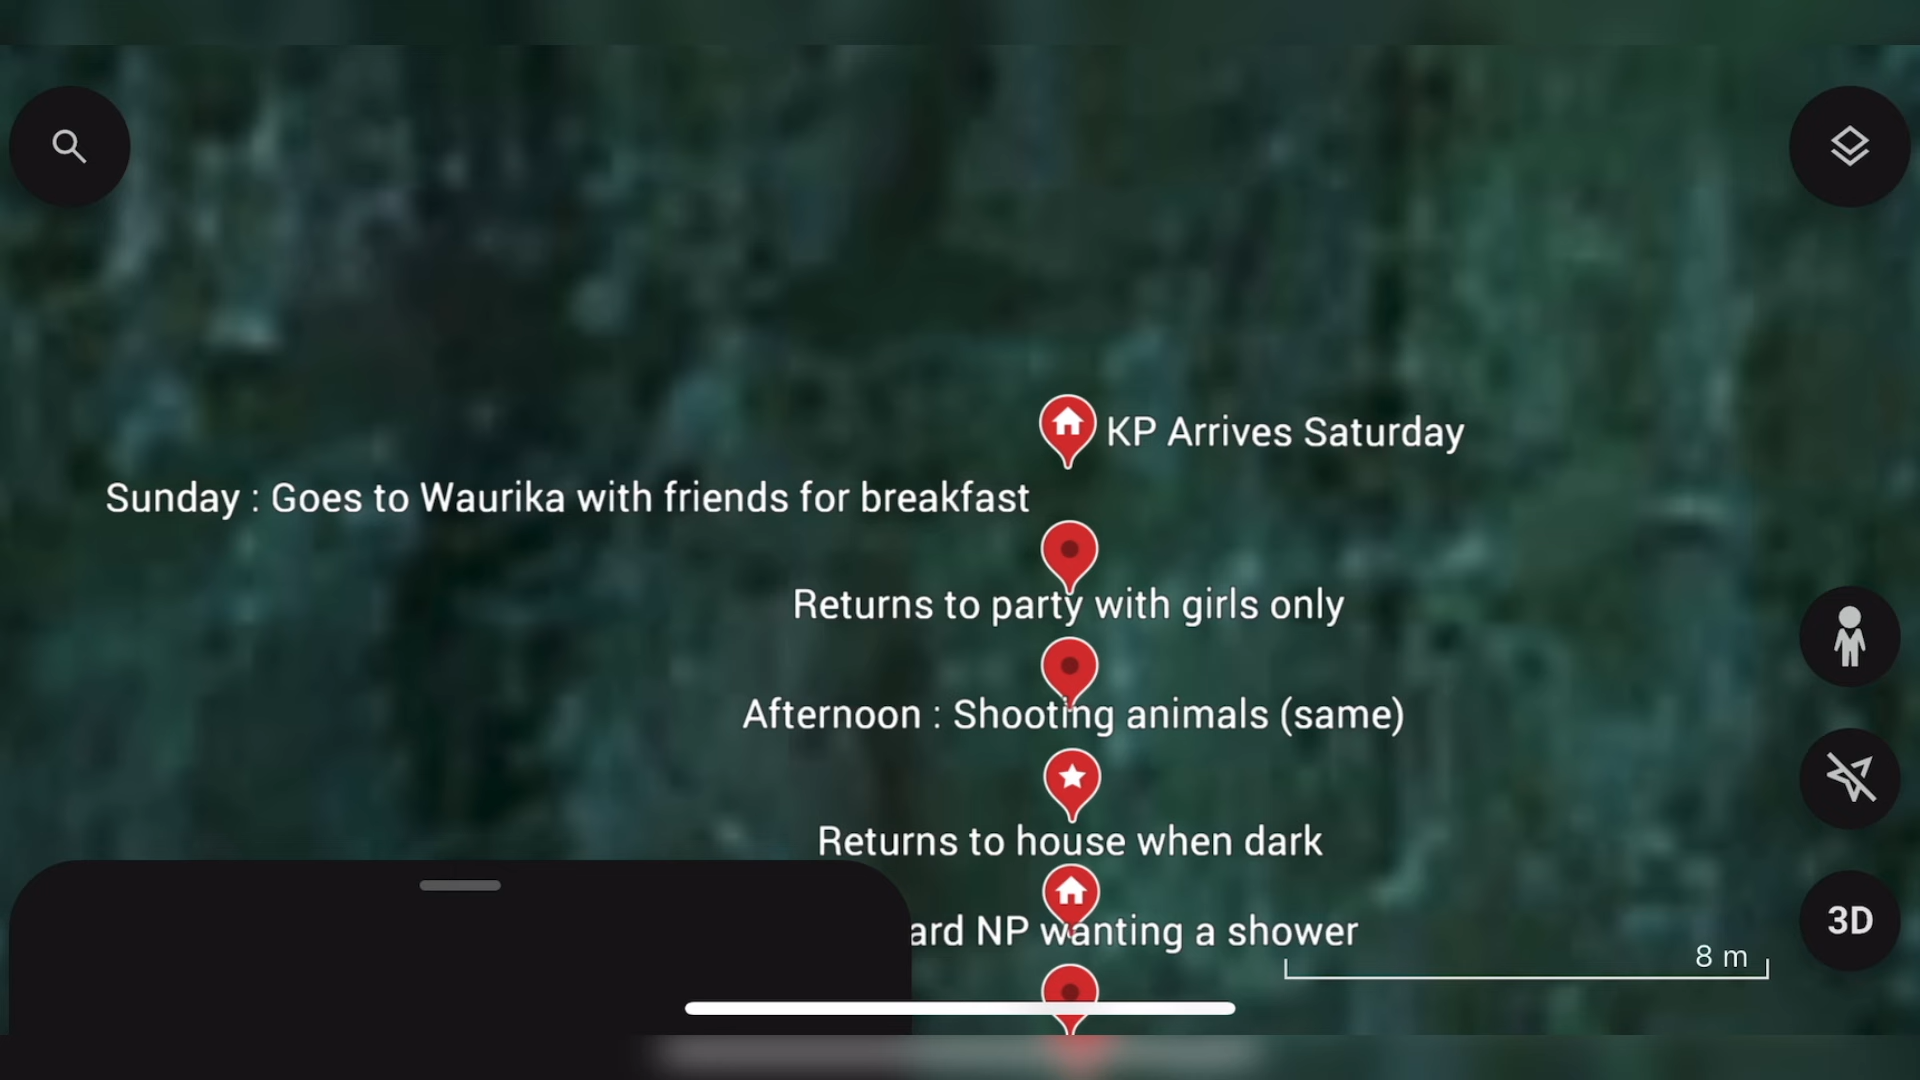 KP Arrives Saturday
Sunday : Goes to Waurika with friends for breakfast
Returns to party with girls only
Afternoon : Shooting animals (same)
Returns to house when dark
NP wanting a shower
8 m
3D